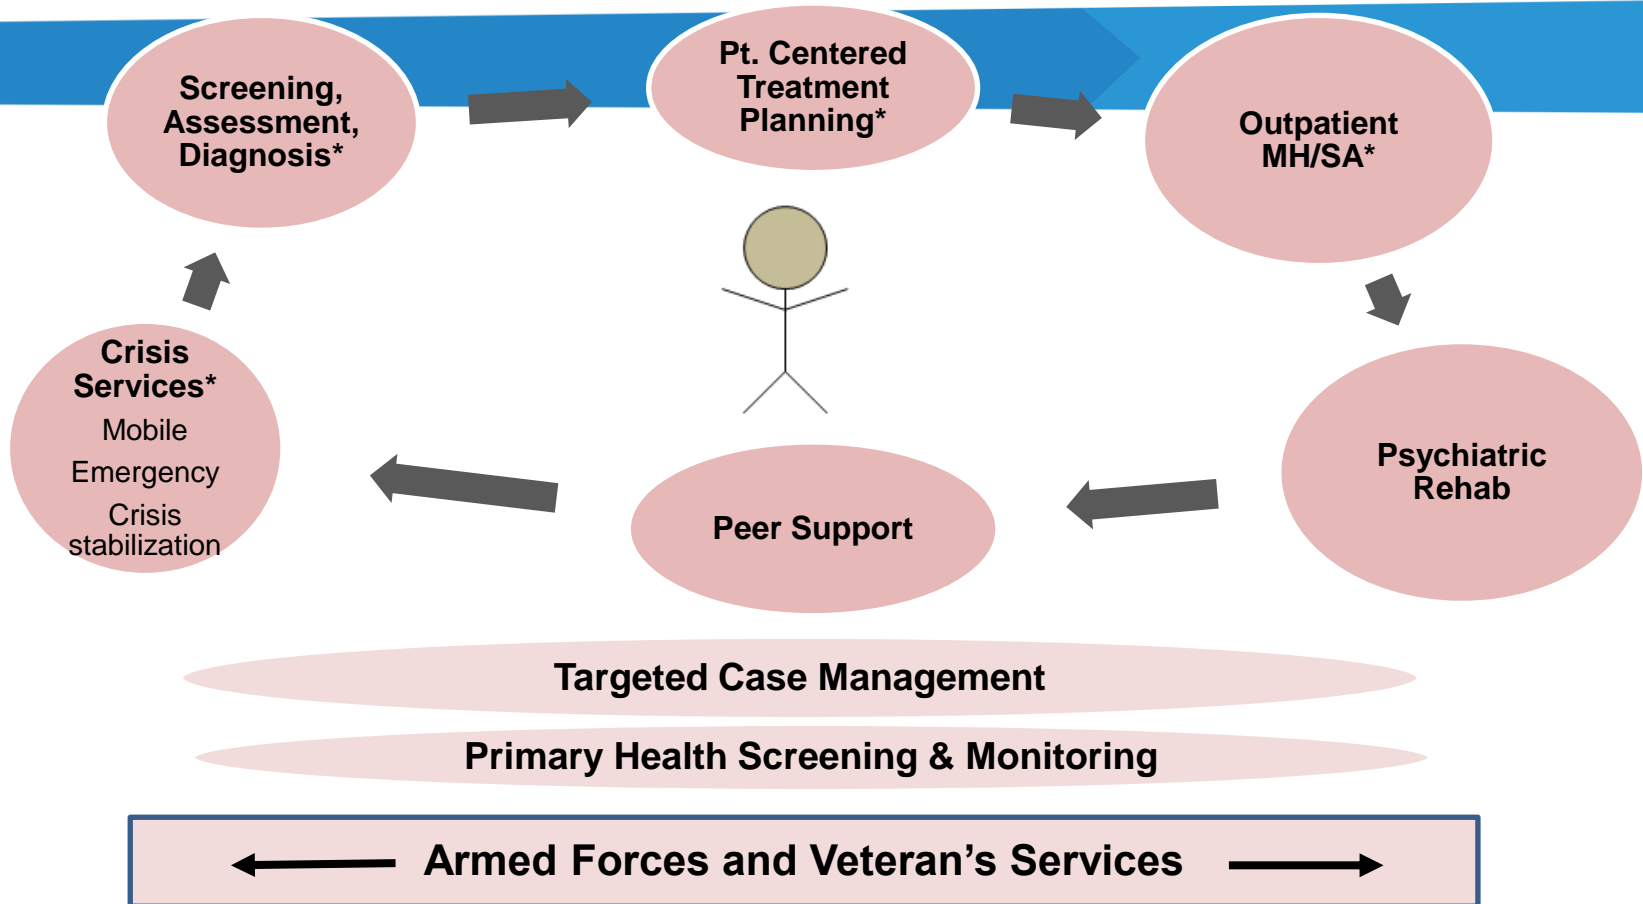 Screening,
Assessment,
Diagnosis*
Pt. Centered
Treatment
Planning*
Outpatient
MH/SA*
Crisis
Services*
Mobile
Emergency
Crisis
stabilization
Psychiatric
Rehab
Peer Support
Targeted Case Management
Primary Health Screening & Monitoring
Armed Forces and Veteran’s Services